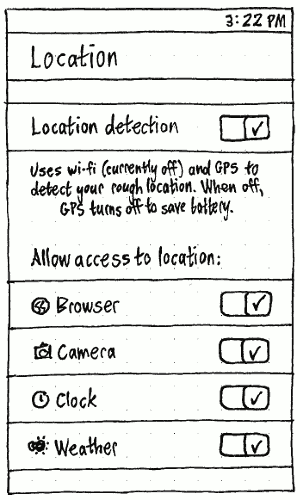 3:22 PM
Location
Location detection
Uses wi-fi (currently off) and GPS to
detect your rough location. When off,
GPS turns off to save battery.
Allow access to location:
Browser
Camera
Clock
Weather